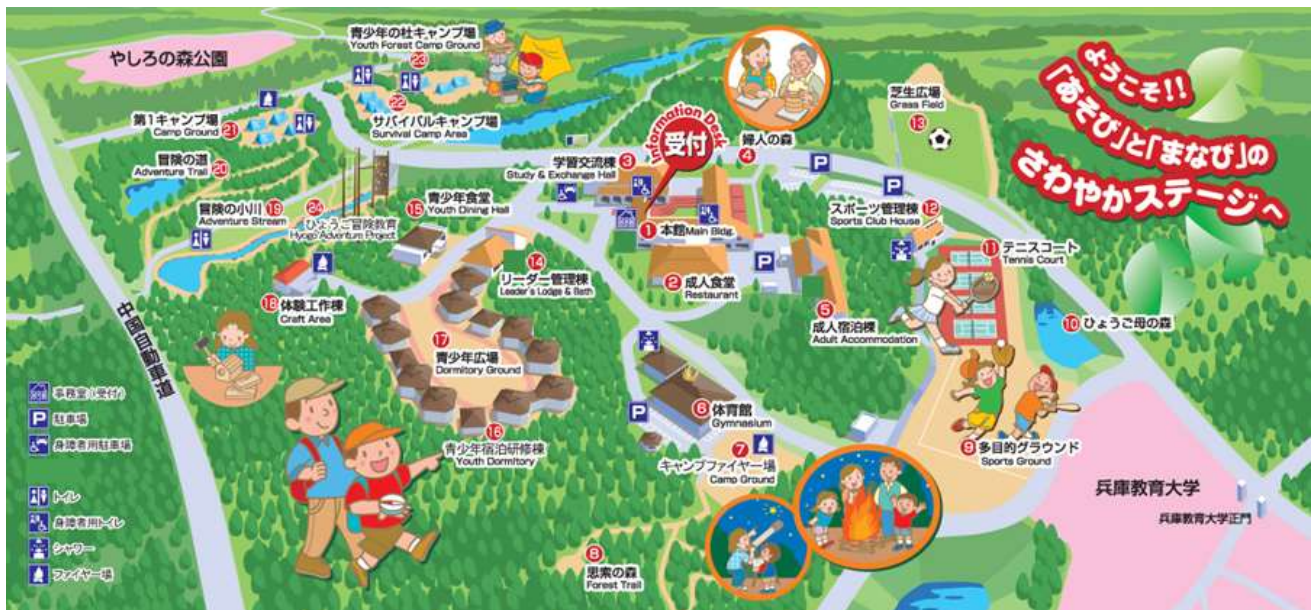 ようこそ!!
「あそび」と「まなび」の
さわやかステージへ
やしろの森公園
青少年の杜キャンプ場
Youth Forest Camp Ground
23
22
サバイバルキャンプ場
Survival Camp Area
第1キャンプ場
Camp Ground
21
冒険の道
Adventure Trail
20
冒険の小川
Adventure Stream
19
24
ひょうご冒険教育
Hyogo Adventure Project
学習交流棟
Study & Exchange Hall
3
Information Desk
受付
婦人の森
4
芝生広場
Grass Field
13
P
P
青少年食堂
Youth Dining Hall
15
1 本館 Main Bldg.
スポーツ管理棟
Sports Club House
12
11 テニスコート
Tennis Court
14
リーダー管理棟
Leader's Lodge & Bath
2 成人食堂
Restaurant
P
5
成人宿泊棟
Adult Accommodation
10 ひょうご母の森
18 体験工作棟
Craft Area
17
青少年広場
Dormitory Ground
中国自動車道
6 体育館
Gymnasium
P
7
キャンプファイヤー場
Camp Ground
16
青少年宿泊研修棟
Youth Dormitory
9 多目的グラウンド
Sports Ground
兵庫教育大学
兵庫教育大学正門
8
思索の森
Forest Trail
事務室(受付)
P 駐車場
身障者用駐車場
トイレ
身障者用トイレ
シャワー
ファイヤー場